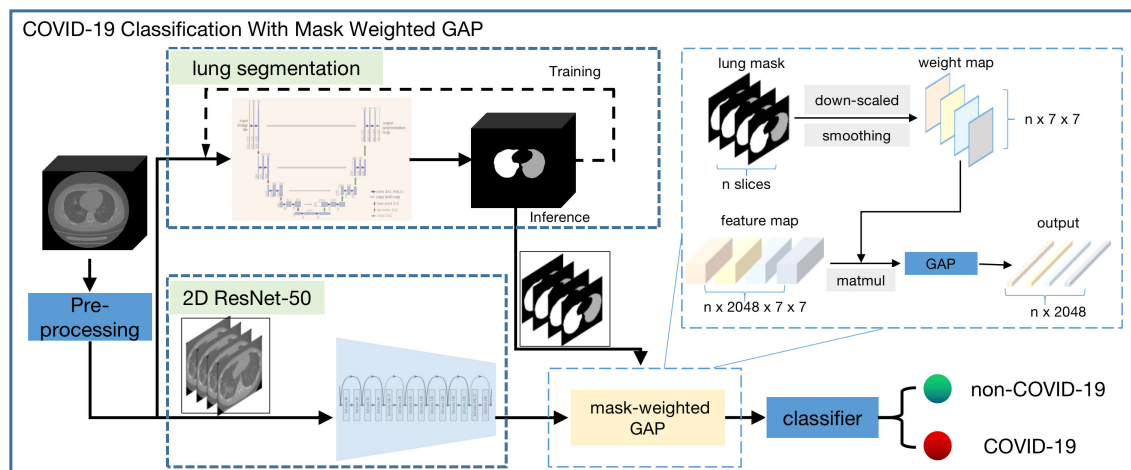 COVID-19 Classification With Mask Weighted GAP
lung segmentation
Training
Inference
Pre-
processing
2D ResNet-50
mask-weighted
GAP
classifier
non-COVID-19
COVID-19
lung mask
weight map
down-scaled
smoothing
n x 7 x 7
n slices
feature map
output
matmul
GAP
n x 2048 x 7 x 7
n x 2048